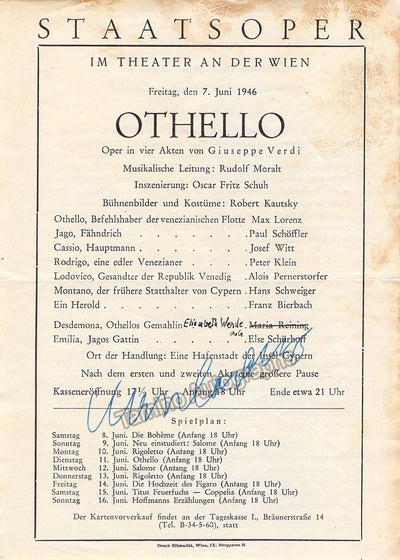 STAATSOPER
IM THEATER AN DER WIEN
Freitag, den 7. Juni 1946
OTHELLO
Oper in vier Akten von Giuseppe Verdi
Musikalische Leitung: Rudolf Moralt
Inszenierung: Oscar Fritz Schuh
Bühnenbilder und Kostüme: Robert Kautsky
Othello, Befehlshaber der venezianischen Flotte Max Lorenz
Jago, Fähndrich . . . . . . Paul Schöffler
Cassio, Hauptmann . . . . . . Josef Witt
Rodrigo, eine edler Venezianer . . . . Peter Klein
Lodovico, Gesandter der Republik Venedig . Alois Pernerstorfer
Montano, der frühere Statthalter von Cypern . Hans Schweiger
Ein Herold . . . . . . . Franz Bierbach
Desdemona, Othellos Gemahlin Elisabeth Maria Reining
Emilia, Jagos Gattin . . . . . Else Schürhoff
Ort der Handlung: Eine Hafenstadt der Insel Cypern
Nach dem ersten und zweiten Akt eine größere Pause
Kasseneröffnung 17½ Uhr Anfang 18 Uhr Ende etwa 21 Uhr
Spielplan:
Samstag 8. Juni. Die Bohème (Anfang 18 Uhr)
Sonntag 9. Juni. Neu einstudiert: Salome (Anfang 18 Uhr)
Montag 10. Juni. Rigoletto (Anfang 18 Uhr)
Dienstag 11. Juni. Othello (Anfang 18 Uhr)
Mittwoch 12. Juni. Salome (Anfang 18 Uhr)
Donnerstag 13. Juni. Rigoletto (Anfang 18 Uhr)
Freitag 14. Juni. Die Hochzeit des Figaro (Anfang 18 Uhr)
Samstag 15. Juni. Titus Feuerfuchs — Coppelia (Anfang 18 Uhr)
Sonntag 16. Juni. Hoffmanns Erzählungen (Anfang 18 Uhr)
Der Kartenvorverkauf findet an der Tageskasse I., Bräunerstraße 14
(Tel. B-34-5-60), statt
Druck Elbemühl, Wien, IX.